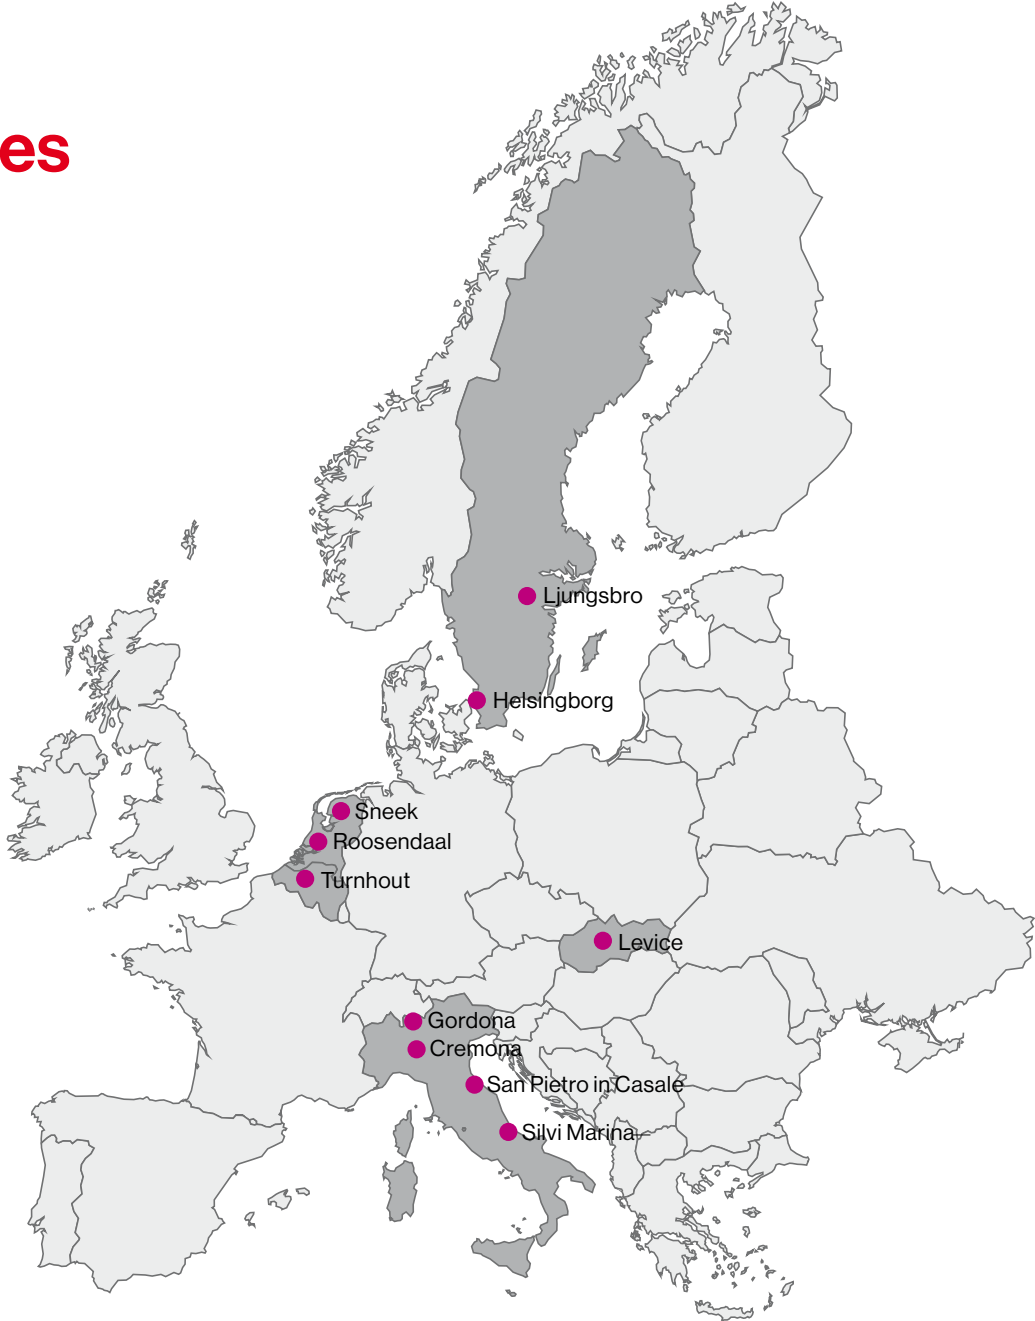 es
Ljungsbro
Helsingborg
Sneek
Roosendaal
Turnhout
Levice
Gordona
Cremona
San Pietro in Casale
Silvi Marina